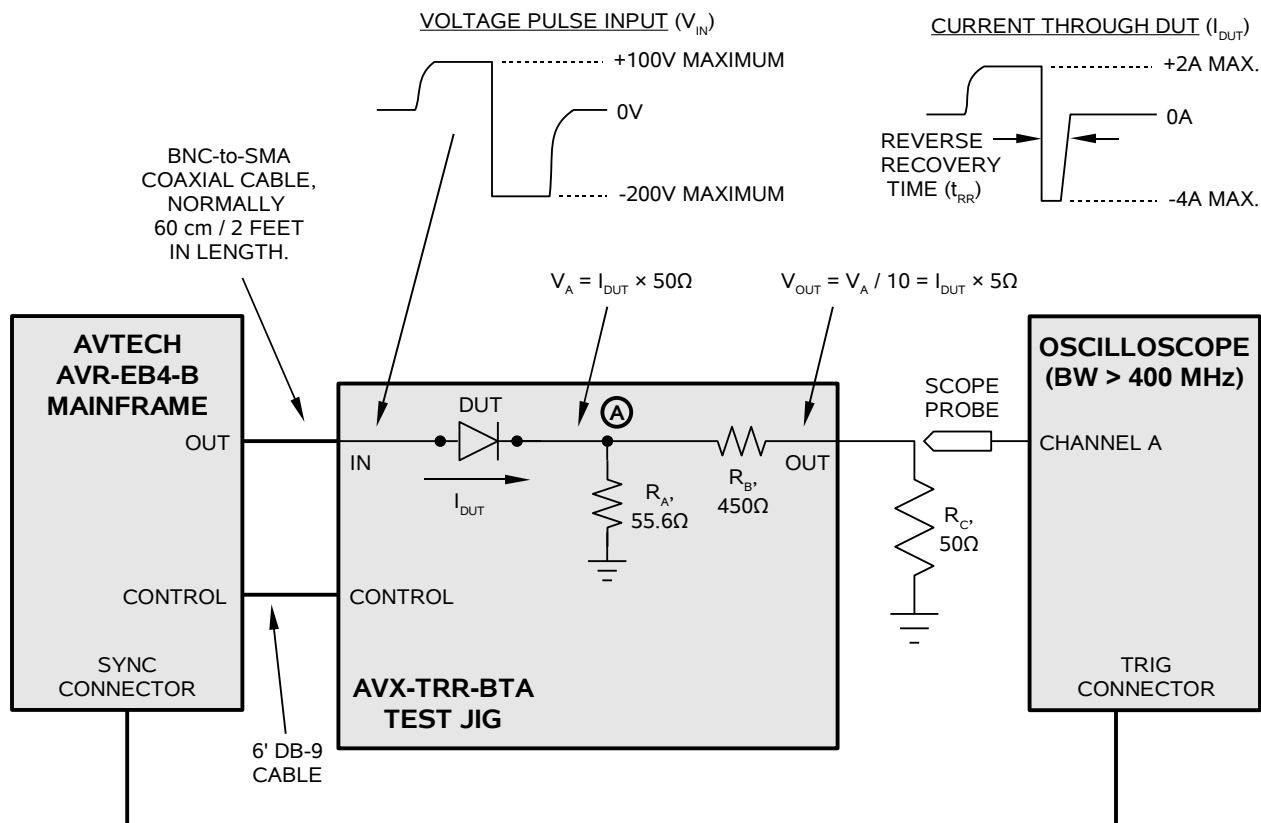 VOLTAGE PULSE INPUT (V_IN)
+100V MAXIMUM
0V
-200V MAXIMUM
CURRENT THROUGH DUT (I_DUT)
+2A MAX.
0A
REVERSE
RECOVERY
TIME (t_RR)
-4A MAX.
BNC-to-SMA
COAXIAL CABLE,
NORMALLY
60 cm / 2 FEET
IN LENGTH.
V_A = I_DUT × 50Ω
V_OUT = V_A / 10 = I_DUT × 5Ω
AVTECH
AVR-EB4-B
MAINFRAME
OUT
CONTROL
SYNC
CONNECTOR
6' DB-9
CABLE
IN
DUT
I_DUT
A
R_A,
55.6Ω
R_B,
450Ω
OUT
CONTROL
AVX-TRR-BTA
TEST JIG
SCOPE
PROBE
R_C,
50Ω
OSCILLOSCOPE
(BW > 400 MHz)
CHANNEL A
TRIG
CONNECTOR